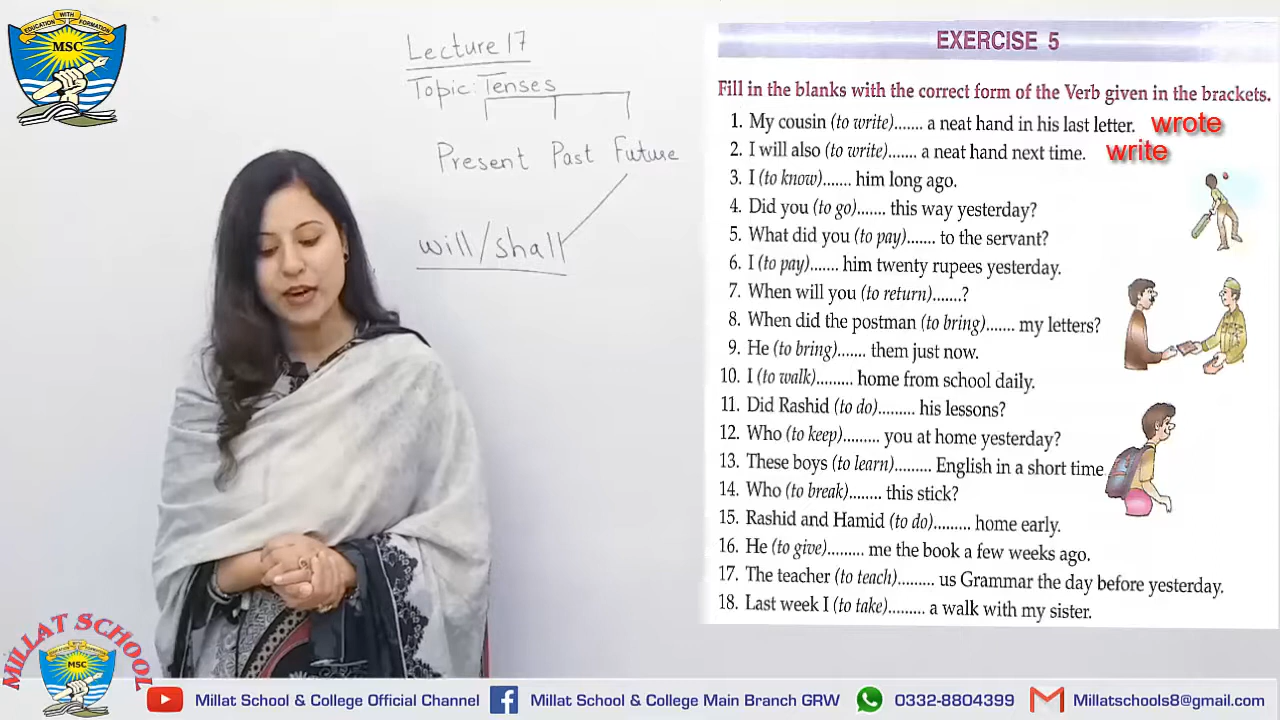 EDUCATION WITH FORMATION
MSC
Lecture 17
Topic: Tenses
Present Past Future
will/shall
EXERCISE 5
Fill in the blanks with the correct form of the Verb given in the brackets.
1. My cousin (to write)....... a neat hand in his last letter. wrote
2. I will also (to write)....... a neat hand next time. write
3. I (to know)....... him long ago.
4. Did you (to go)....... this way yesterday?
5. What did you (to pay)....... to the servant?
6. I (to pay)....... him twenty rupees yesterday.
7. When will you (to return).......?
8. When did the postman (to bring)....... my letters?
9. He (to bring)....... them just now.
10. I (to walk)......... home from school daily.
11. Did Rashid (to do)......... his lessons?
12. Who (to keep)......... you at home yesterday?
13. These boys (to learn)......... English in a short time
14. Who (to break)........ this stick?
15. Rashid and Hamid (to do)......... home early.
16. He (to give)......... me the book a few weeks ago.
17. The teacher (to teach)......... us Grammar the day before yesterday.
18. Last week I (to take)......... a walk with my sister.
MILLAT SCHOOL
MSC
Millat School & College Official Channel Millat School & College Main Branch GRW 0332-8804399 Millatschools8@gmail.com